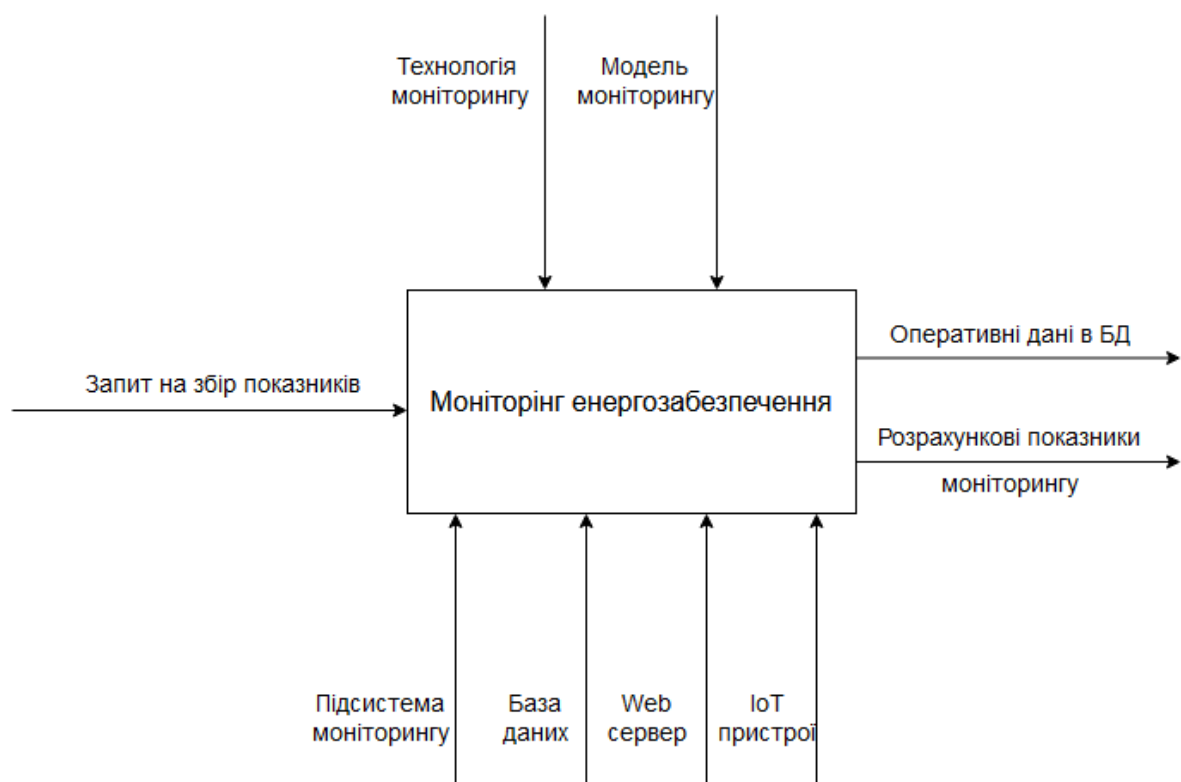 Технологія
моніторингу
Модель
моніторингу
Запит на збір показників
Моніторінг енергозабезпечення
Оперативні дані в БД
Розрахункові показники
моніторингу
Підсистема
моніторингу
База
даних
Web
сервер
IoT
пристрої